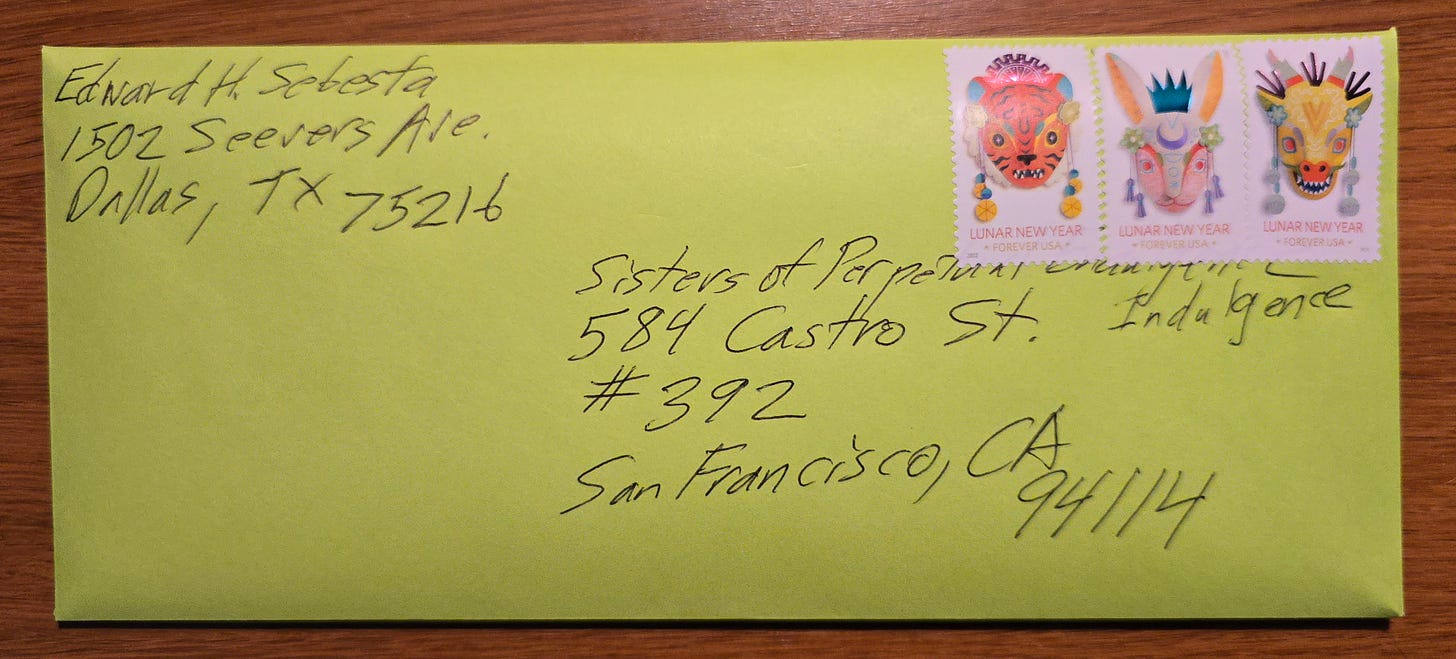 Edward H. Sebesta
1502 Seevers Ave.
Dallas, TX 75216
LUNAR NEW YEAR
FOREVER USA
LUNAR NEW YEAR
FOREVER USA
LUNAR NEW YEAR
FOREVER USA
Sisters of Perpetual
Indulgence
584 Castro St.
#392
San Francisco, CA
94114